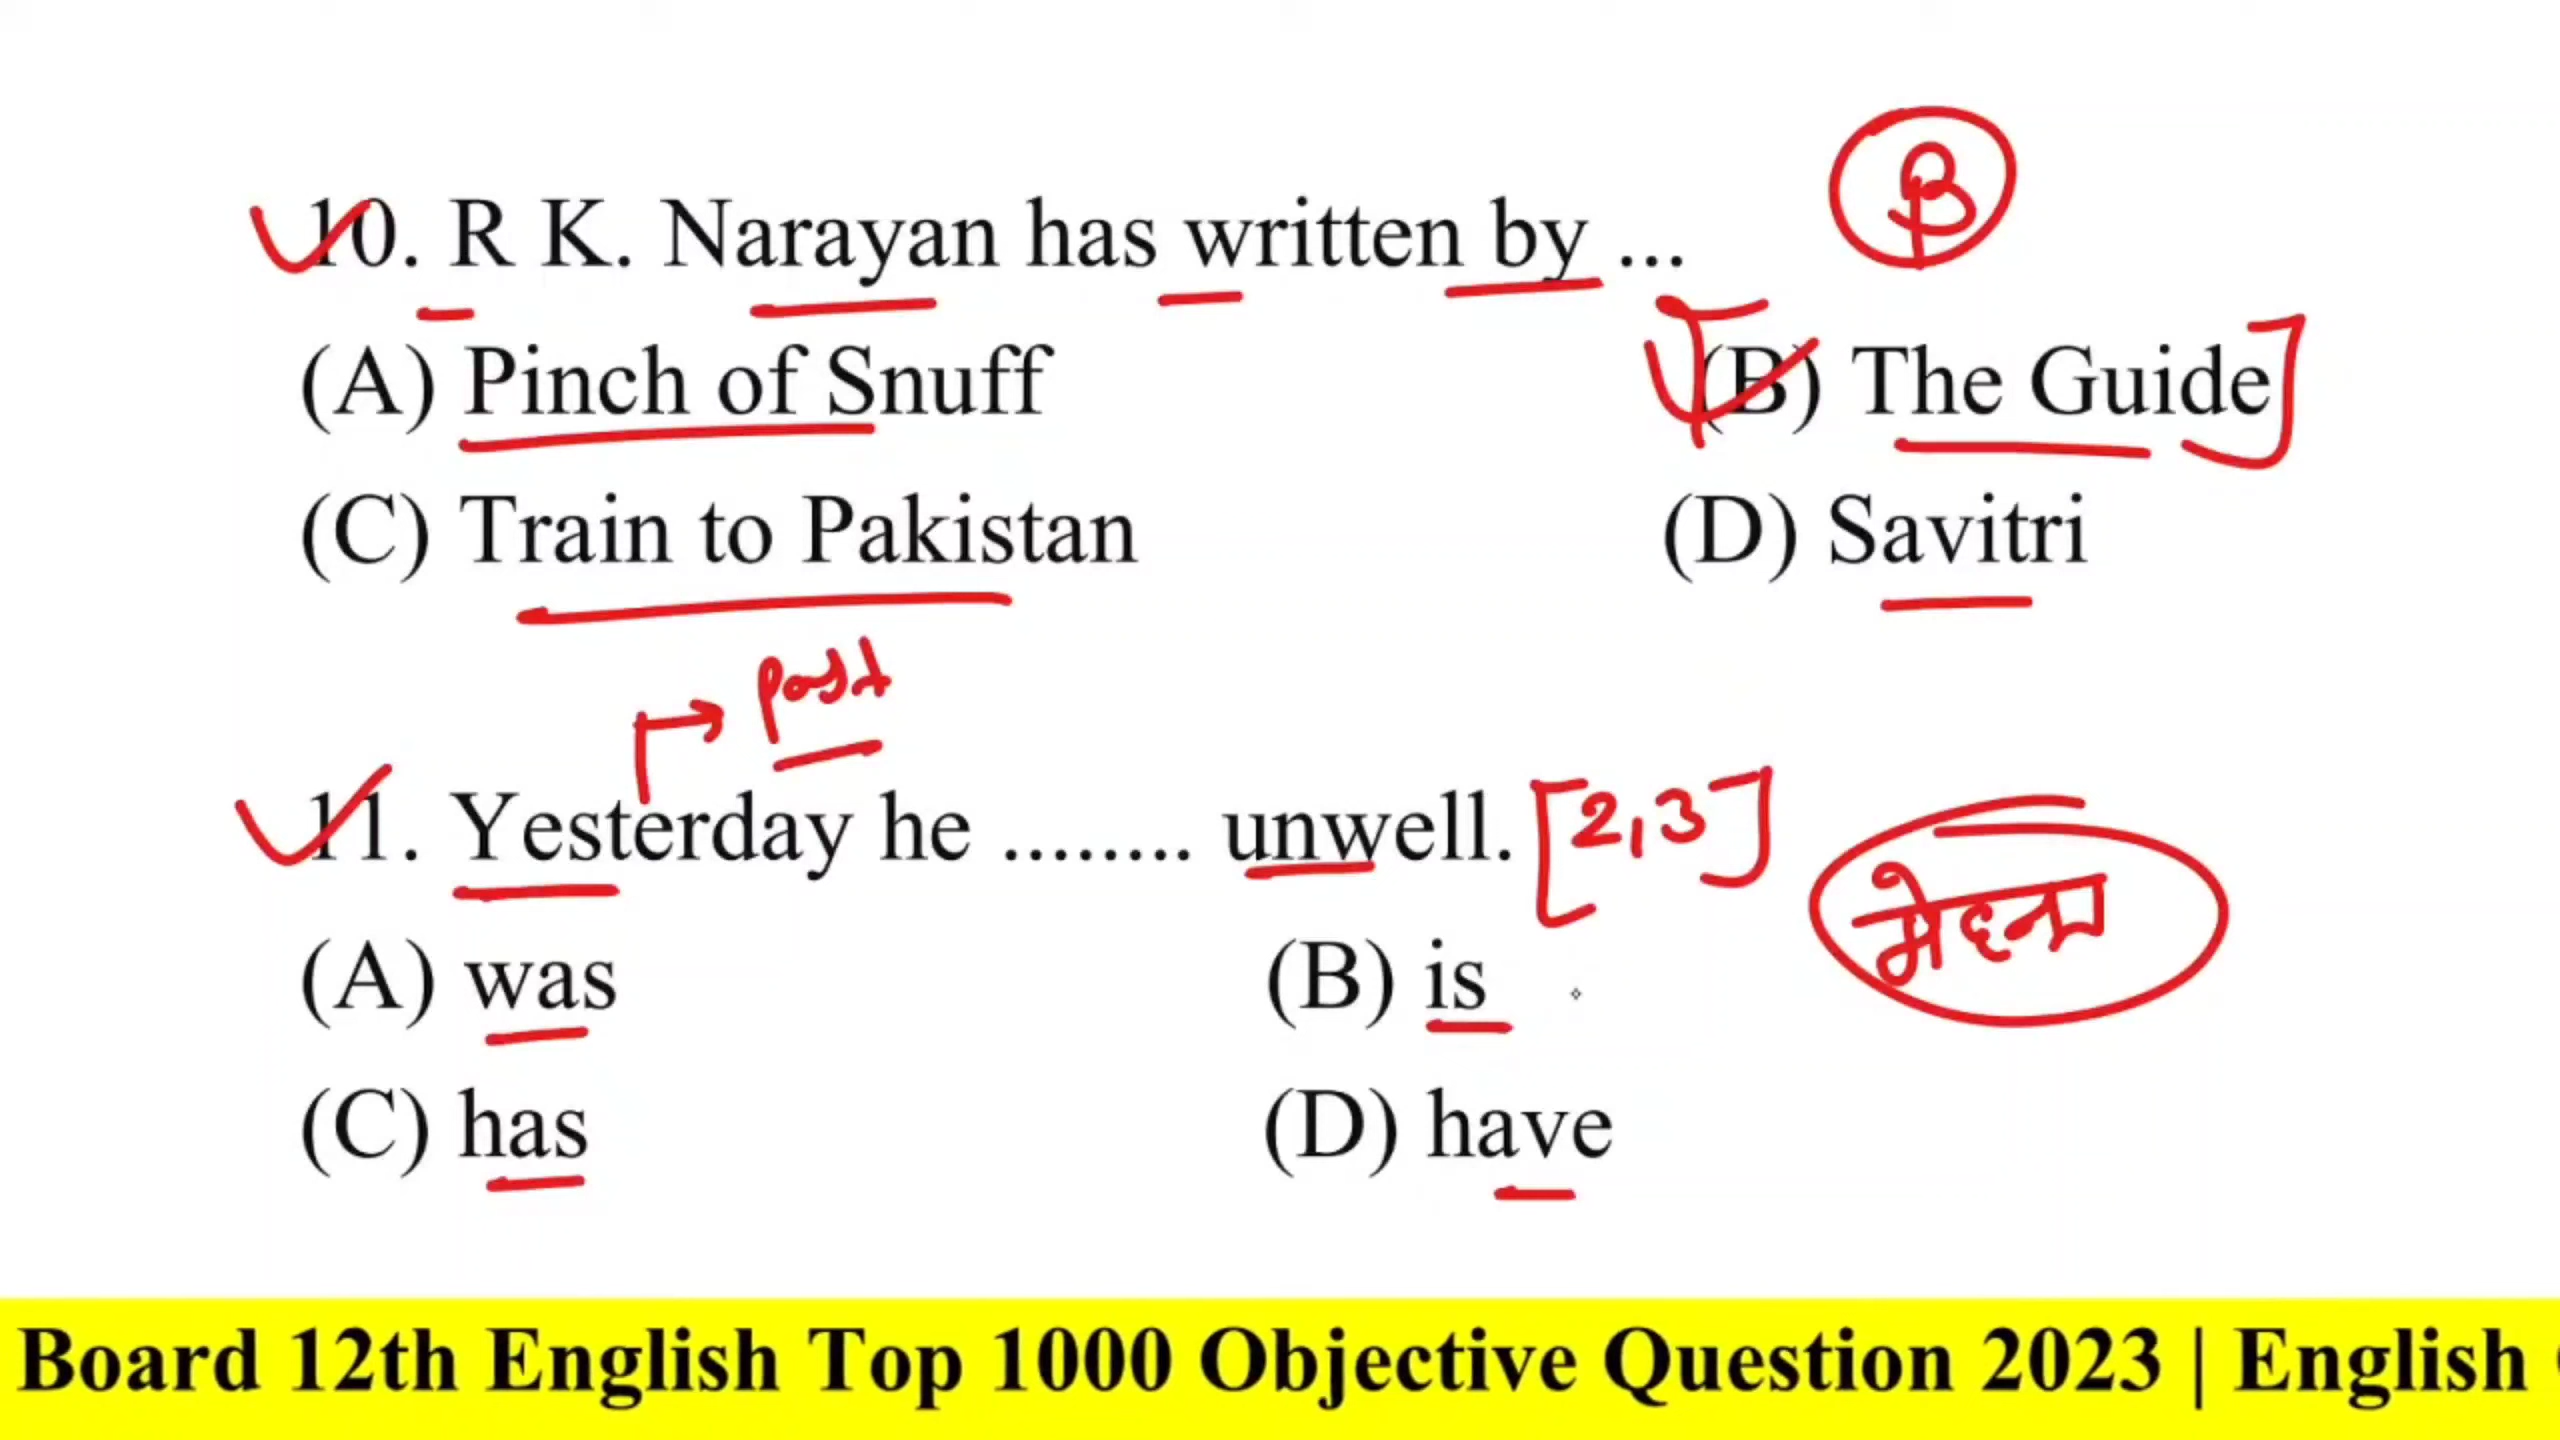 B
10. R K. Narayan has written by ...
(A) Pinch of Snuff (B) The Guide
(C) Train to Pakistan (D) Savitri
past
11. Yesterday he ........ unwell. [2,3]
(A) was (B) is
(C) has (D) have
Board 12th English Top 1000 Objective Question 2023 | English